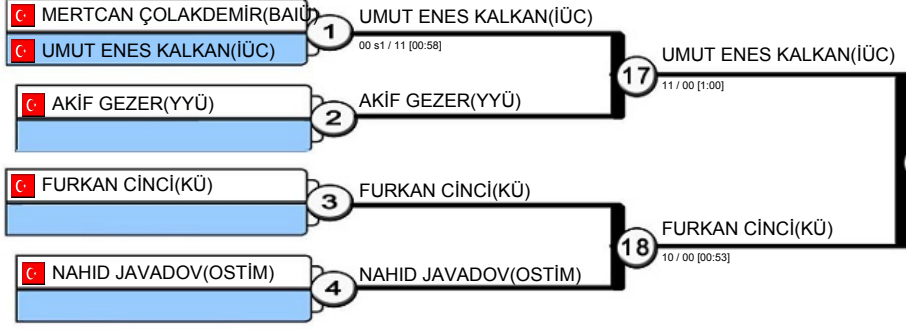 MERTCAN ÇOLAKDEMİR(BAİÜ)
UMUT ENES KALKAN(İÜC)
1
UMUT ENES KALKAN(İÜC)
00 s1 / 11 [00:58]
AKİF GEZER(YYÜ)
2
AKİF GEZER(YYÜ)
17
UMUT ENES KALKAN(İÜC)
11 / 00 [1:00]
FURKAN CİNCİ(KÜ)
3
FURKAN CİNCİ(KÜ)
NAHID JAVADOV(OSTİM)
4
NAHID JAVADOV(OSTİM)
18
FURKAN CİNCİ(KÜ)
10 / 00 [00:53]